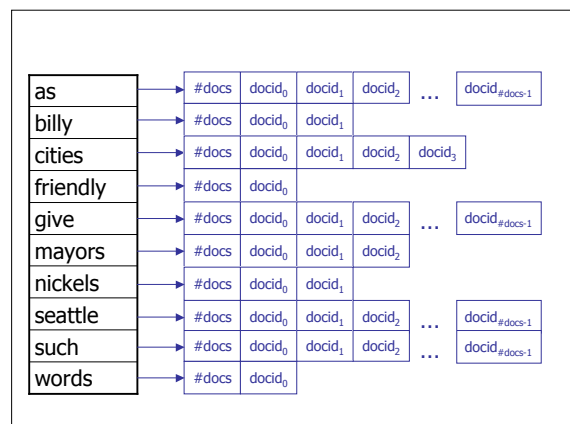 as #docs docid₀ docid₁ docid₂ ... docid#docs-1
billy #docs docid₀ docid₁
cities #docs docid₀ docid₁ docid₂ docid₃
friendly #docs docid₀
give #docs docid₀ docid₁ docid₂ ... docid#docs-1
mayors #docs docid₀ docid₁ docid₂
nickels #docs docid₀ docid₁
seattle #docs docid₀ docid₁ docid₂ ... docid#docs-1
such #docs docid₀ docid₁ docid₂ ... docid#docs-1
words #docs docid₀